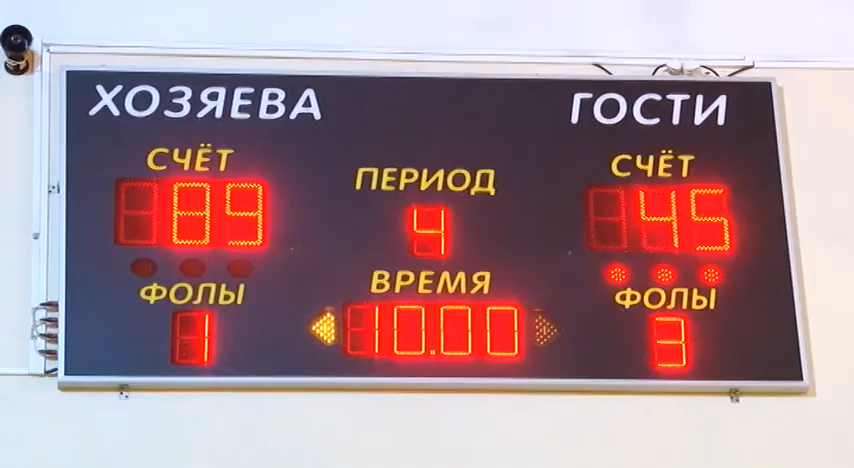 ХОЗЯЕВА ГОСТИ
СЧЁТ СЧЁТ
89 ПЕРИОД 45
4
ФОЛЫ ВРЕМЯ ФОЛЫ
1 10.00 3